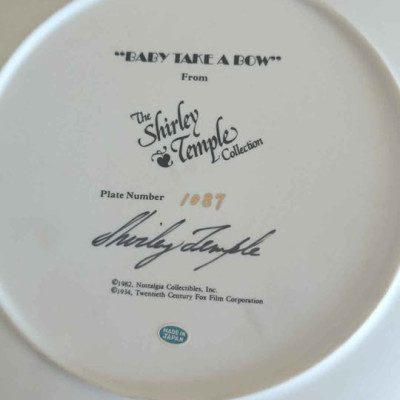 "BABY TAKE A BOW"
From
The
Shirley
Temple
Collection
Plate Number 1087
Shirley Temple
©1982, Nostalgia Collectibles, Inc.
©1934, Twentieth Century Fox Film Corporation
MADE IN
JAPAN